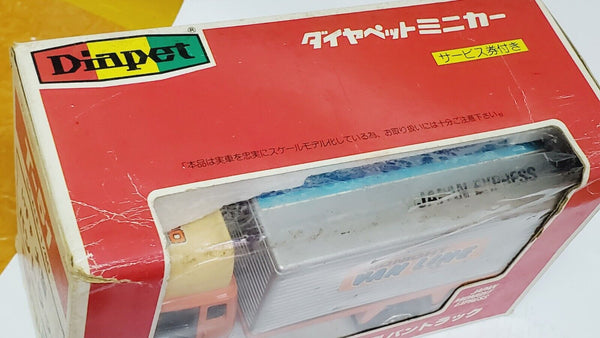 Diapet
®
ダイヤペットミニカー
サービス券付き
"本品は実車を忠実にスケールモデル化している為、お取り扱いには十分ご注意下さい。
JAPAN EXPRESS
VAN LINE
EXPRESS
バントラック